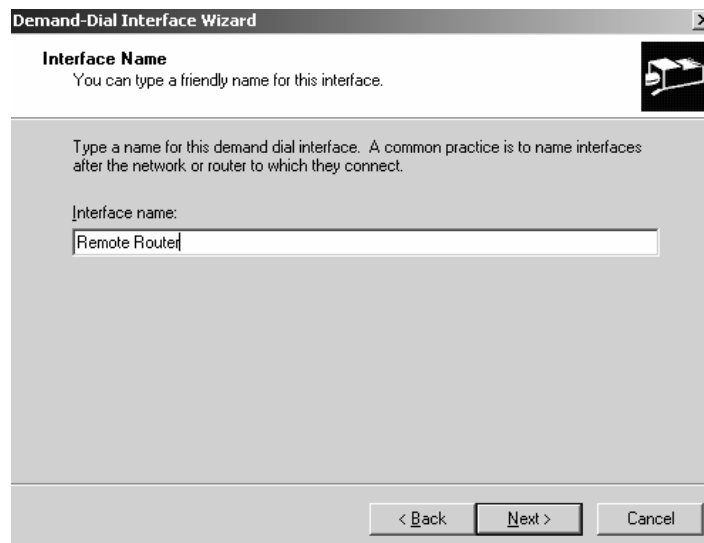 Demand-Dial Interface Wizard
Interface Name
You can type a friendly name for this interface.
Type a name for this demand dial interface. A common practice is to name interfaces
after the network or router to which they connect.
Interface name:
Remote Router
< Back
Next >
Cancel